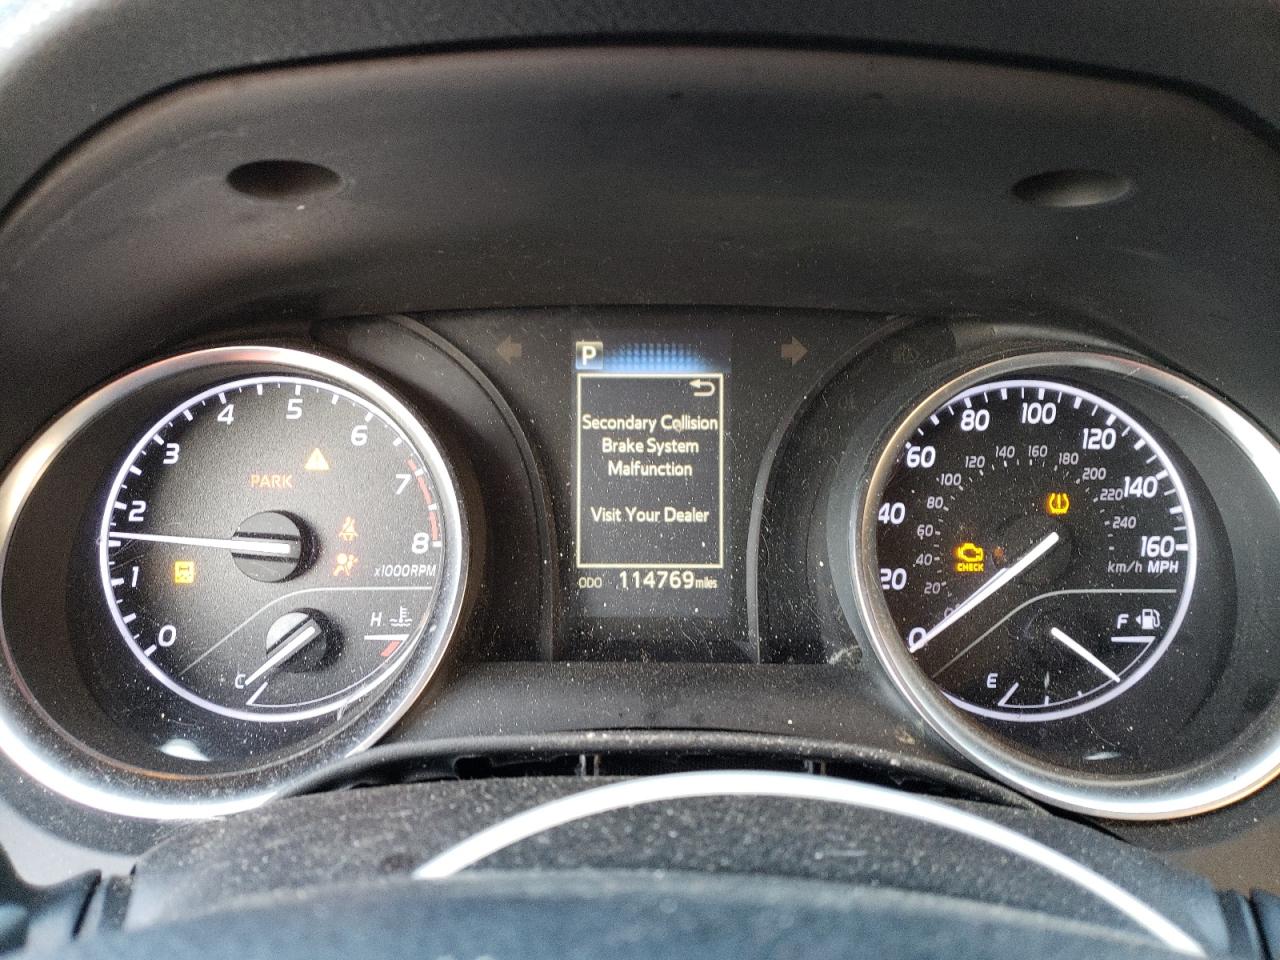 P
Secondary Collision
Brake System
Malfunction
Visit Your Dealer
ODO 114769 miles
0
1
2
3
4
5
6
7
8
x1000RPM
PARK
H
C
0
20
40
60
80
100
120
140
160
km/h MPH
20
40
60
80
100
120
140
160
180
200
220
240
CHECK
F
E